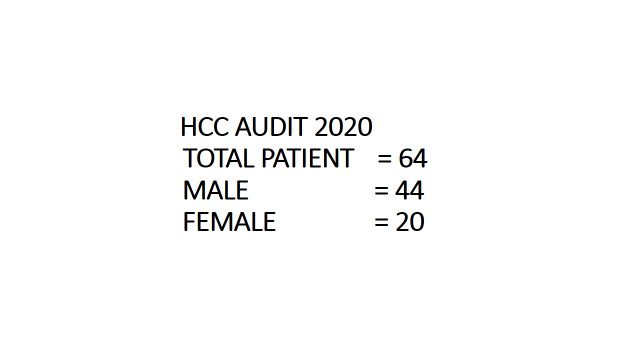 HCC AUDIT 2020
TOTAL PATIENT = 64
MALE = 44
FEMALE = 20